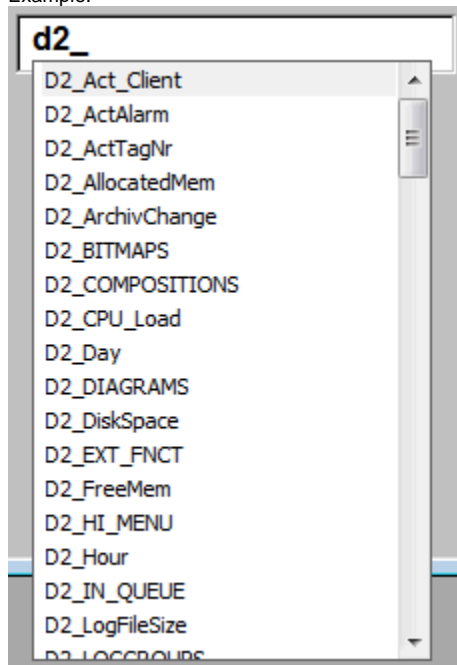 Example:
d2_
D2_Act_Client
D2_ActAlarm
D2_ActTagNr
D2_AllocatedMem
D2_ArchivChange
D2_BITMAPS
D2_COMPOSITIONS
D2_CPU_Load
D2_Day
D2_DIAGRAMS
D2_DiskSpace
D2_EXT_FNCT
D2_FreeMem
D2_HI_MENU
D2_Hour
D2_IN_QUEUE
D2_LogFileSize
D2_LOGGROUPS